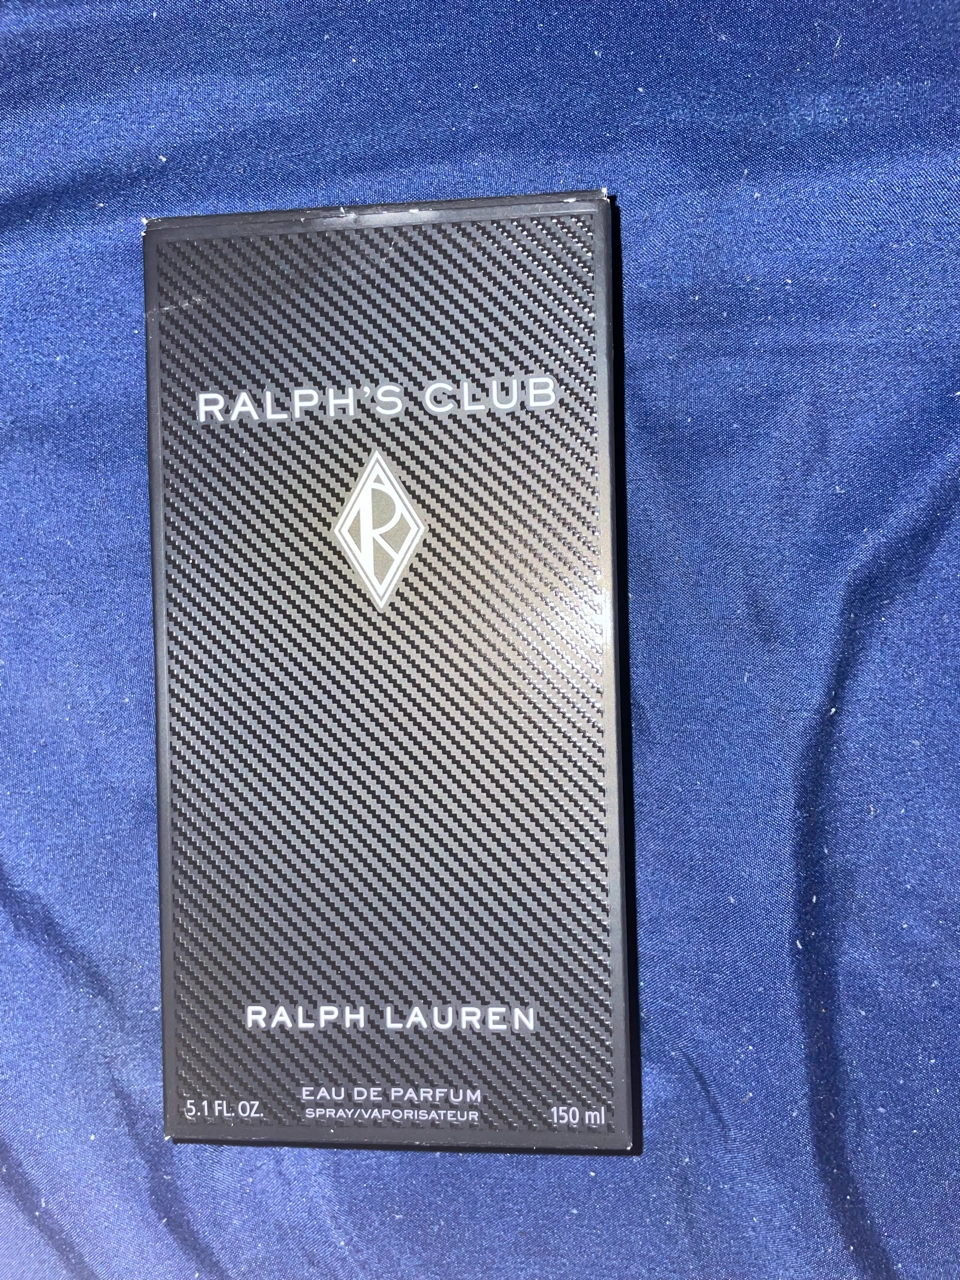 RALPH'S CLUB
R
RALPH LAUREN
EAU DE PARFUM
5.1 FL. OZ. SPRAY/VAPORISATEUR 150 ml